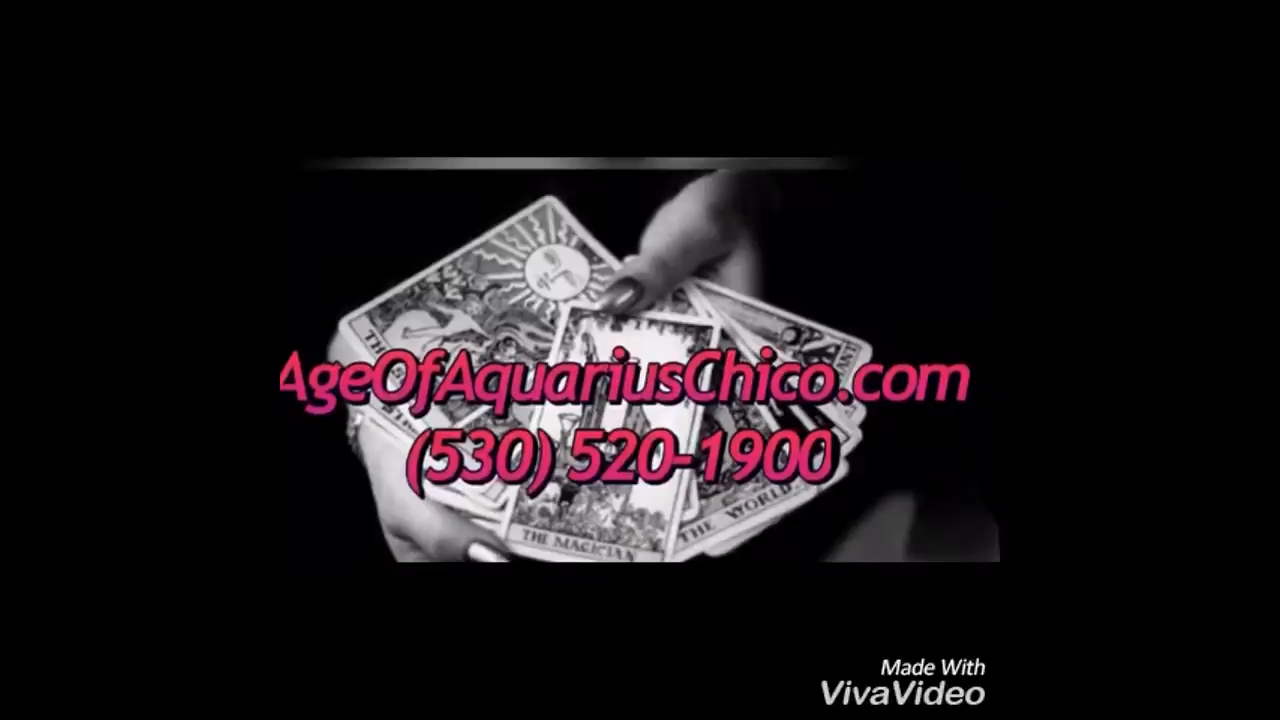 AgeOfAquariusChico.com
(530) 520-1900
THE MAGICIAN
THE WORLD
Made With
VivaVideo